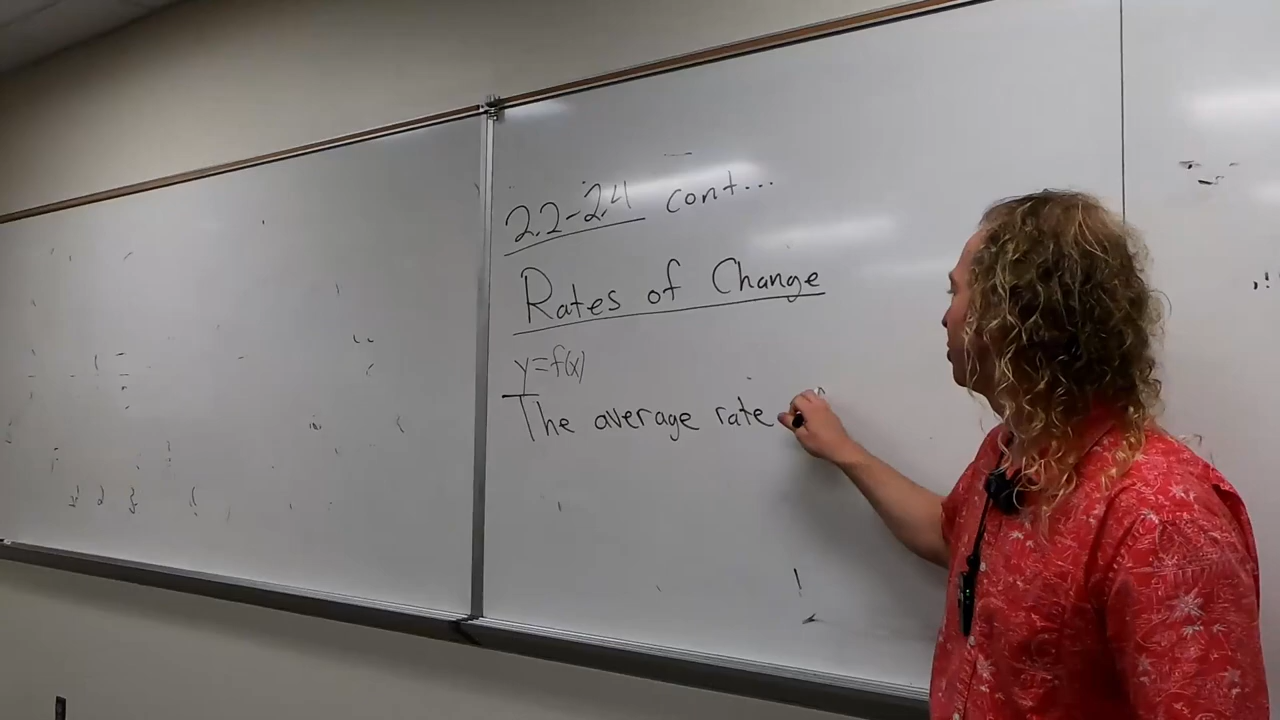 2.2-2.4 cont...
Rates of Change
y=f(x)
The average rate